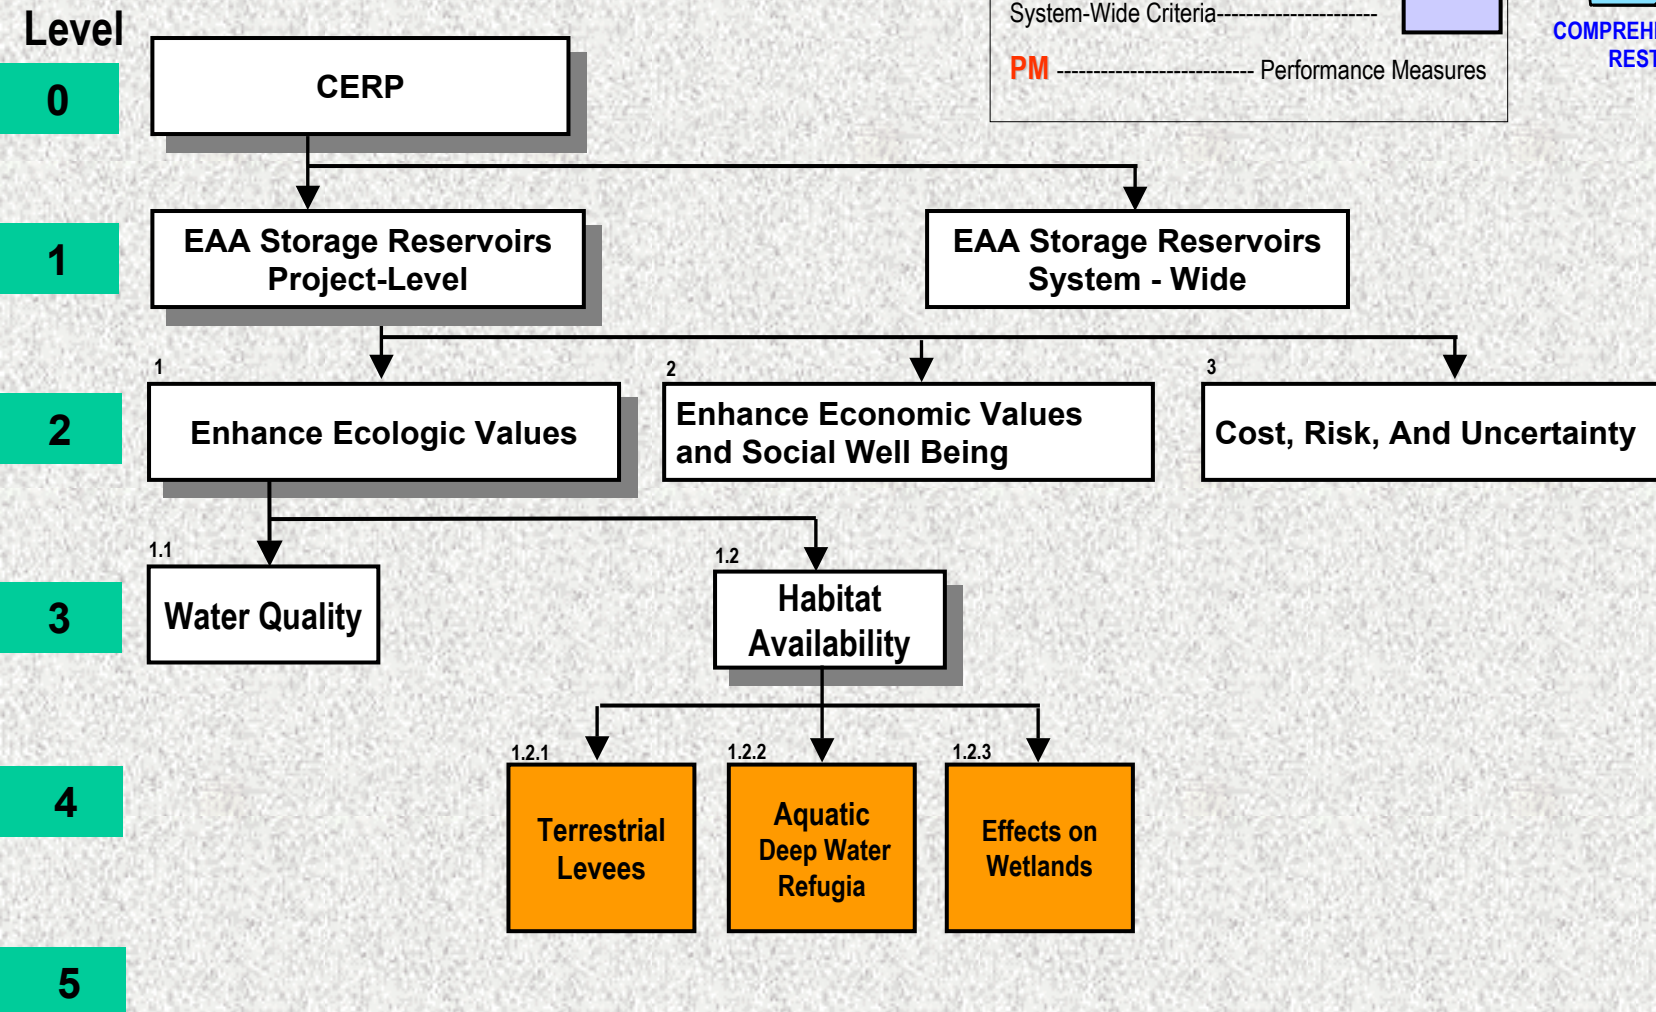 Level
System-Wide Criteria----------------------
PM --------------------------- Performance Measures
0
CERP
1
EAA Storage Reservoirs
Project-Level
EAA Storage Reservoirs
System - Wide
2
1
Enhance Ecologic Values
2
Enhance Economic Values
and Social Well Being
3
Cost, Risk, And Uncertainty
3
1.1
Water Quality
1.2
Habitat
Availability
4
1.2.1
Terrestrial
Levees
1.2.2
Aquatic
Deep Water
Refugia
1.2.3
Effects on
Wetlands
5